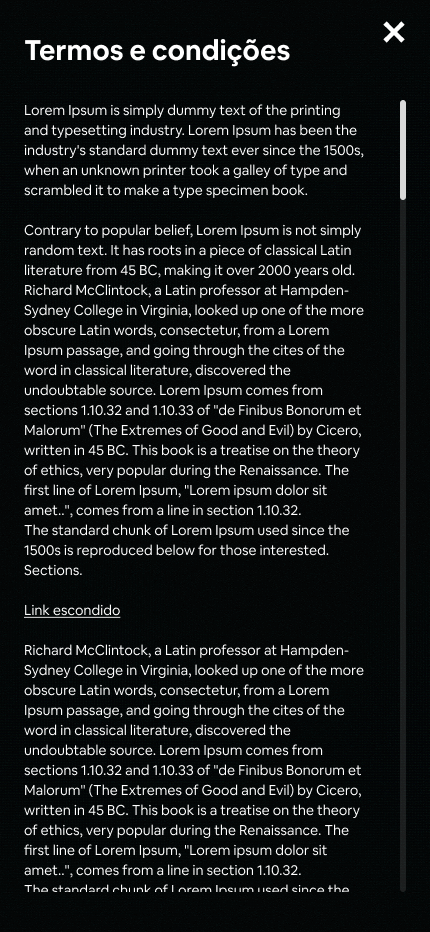 Termos e condições
Lorem Ipsum is simply dummy text of the printing
and typesetting industry. Lorem Ipsum has been the
industry's standard dummy text ever since the 1500s,
when an unknown printer took a galley of type and
scrambled it to make a type specimen book.
Contrary to popular belief, Lorem Ipsum is not simply
random text. It has roots in a piece of classical Latin
literature from 45 BC, making it over 2000 years old.
Richard McClintock, a Latin professor at Hampden-
Sydney College in Virginia, looked up one of the more
obscure Latin words, consectetur, from a Lorem
Ipsum passage, and going through the cites of the
word in classical literature, discovered the
undoubtable source. Lorem Ipsum comes from
sections 1.10.32 and 1.10.33 of "de Finibus Bonorum et
Malorum" (The Extremes of Good and Evil) by Cicero,
written in 45 BC. This book is a treatise on the theory
of ethics, very popular during the Renaissance. The
first line of Lorem Ipsum, "Lorem ipsum dolor sit
amet..", comes from a line in section 1.10.32.
The standard chunk of Lorem Ipsum used since the
1500s is reproduced below for those interested.
Sections.
Link escondido
Richard McClintock, a Latin professor at Hampden-
Sydney College in Virginia, looked up one of the more
obscure Latin words, consectetur, from a Lorem
Ipsum passage, and going through the cites of the
word in classical literature, discovered the
undoubtable source. Lorem Ipsum comes from
sections 1.10.32 and 1.10.33 of "de Finibus Bonorum et
Malorum" (The Extremes of Good and Evil) by Cicero,
written in 45 BC. This book is a treatise on the theory
of ethics, very popular during the Renaissance. The
first line of Lorem Ipsum, "Lorem ipsum dolor sit
amet..", comes from a line in section 1.10.32.
The standard chunk of Lorem Ipsum used since the